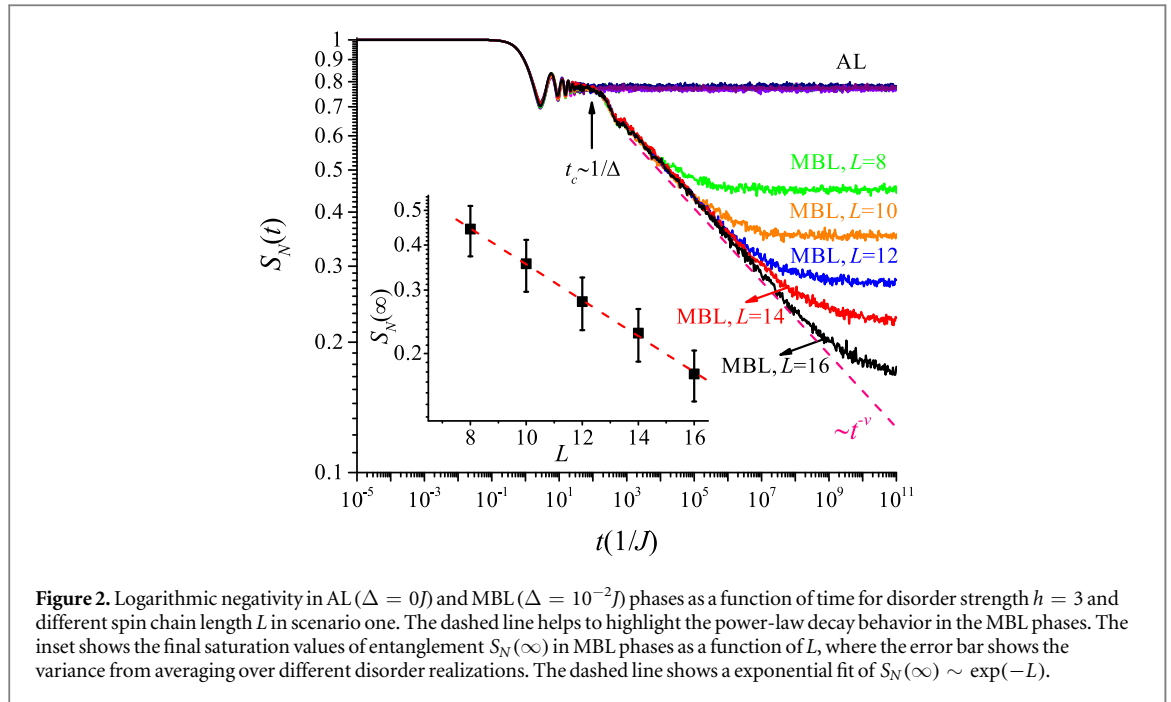 1
0.9
0.8
0.7
0.6
0.5
0.4
0.3
0.2
0.1
S_N(t)
AL
t_c~1/Δ
MBL, L=8
MBL, L=10
MBL, L=12
MBL, L=14
MBL, L=16
~t^{-ν}
0.5
0.4
0.3
0.2
S_N(∞)
8 10 12 14 16
L
10^{-5} 10^{-3} 10^{-1} 10^1 10^3 10^5 10^7 10^9 10^{11}
t(1/J)
Figure 2. Logarithmic negativity in AL (Δ = 0J) and MBL (Δ = 10^{-2}J) phases as a function of time for disorder strength h = 3 and
different spin chain length L in scenario one. The dashed line helps to highlight the power-law decay behavior in the MBL phases. The
inset shows the final saturation values of entanglement S_N(∞) in MBL phases as a function of L, where the error bar shows the
variance from averaging over different disorder realizations. The dashed line shows a exponential fit of S_N(∞) ~ exp(−L).